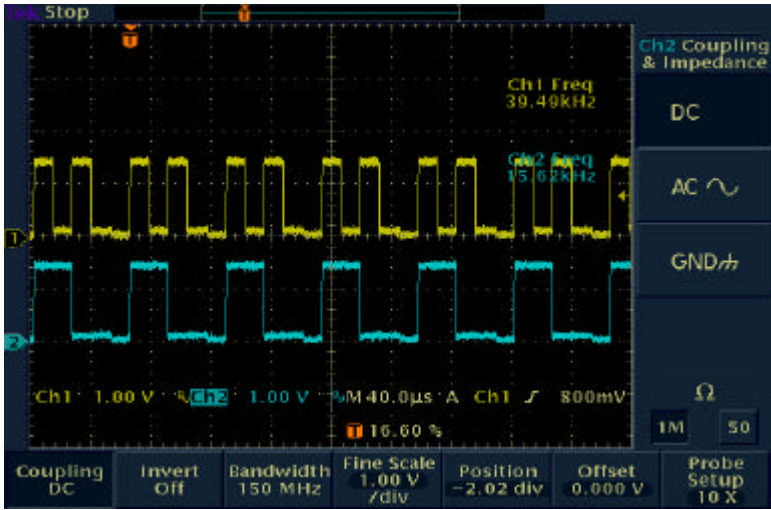 Tek Stop
Ch2 Coupling
& Impedance
Ch1 Freq
39.49kHz
DC
Ch2 Freq
15.62kHz
AC
GND
1
2
Ch1 1.00 V Ch2 1.00 V M 40.0µs A Ch1 800mV
16.60 %
Ω
1M 50
Coupling
DC
Invert
Off
Bandwidth
150 MHz
Fine Scale
1.00 V
/div
Position
-2.02 div
Offset
0.000 V
Probe
Setup
10 X